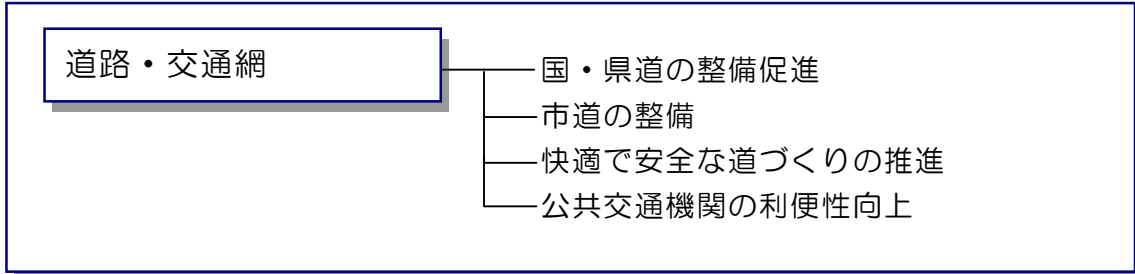 道路・交通網
国・県道の整備促進
市道の整備
快適で安全な道づくりの推進
公共交通機関の利便性向上